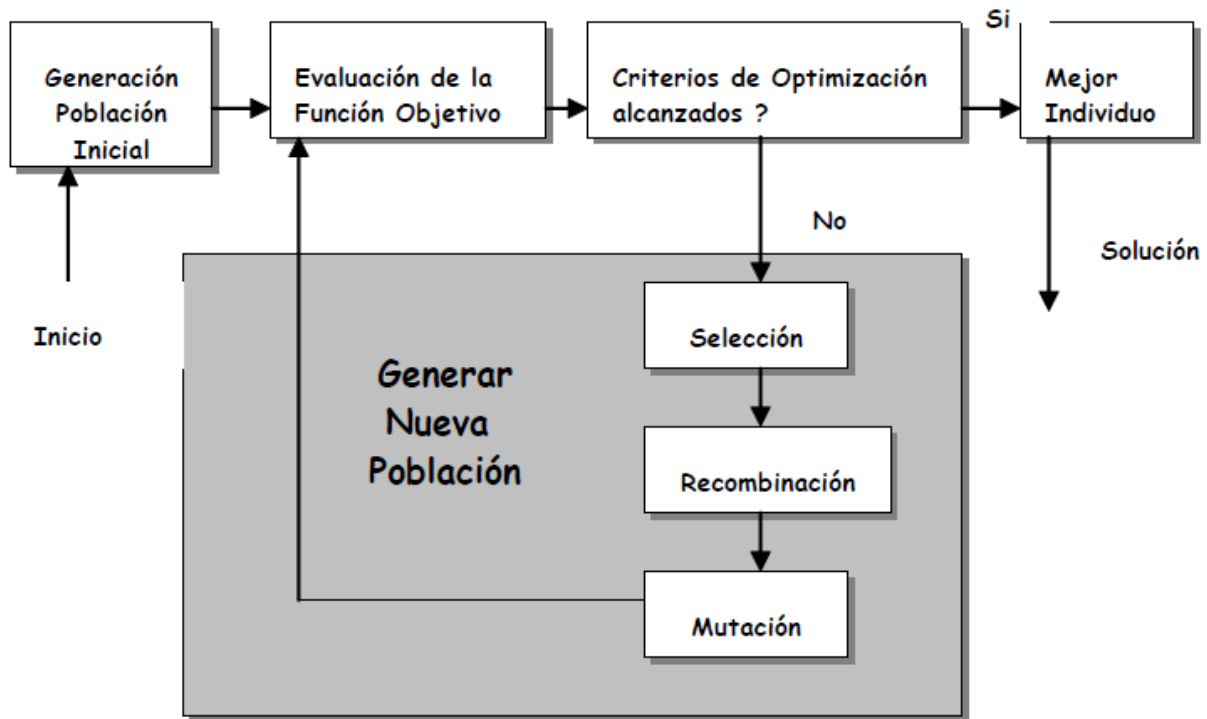 Si
Generación
Población
Inicial
Evaluación de la
Función Objetivo
Criterios de Optimización
alcanzados ?
Mejor
Individuo
No
Solución
Inicio
Selección
Generar
Nueva
Población
Recombinación
Mutación